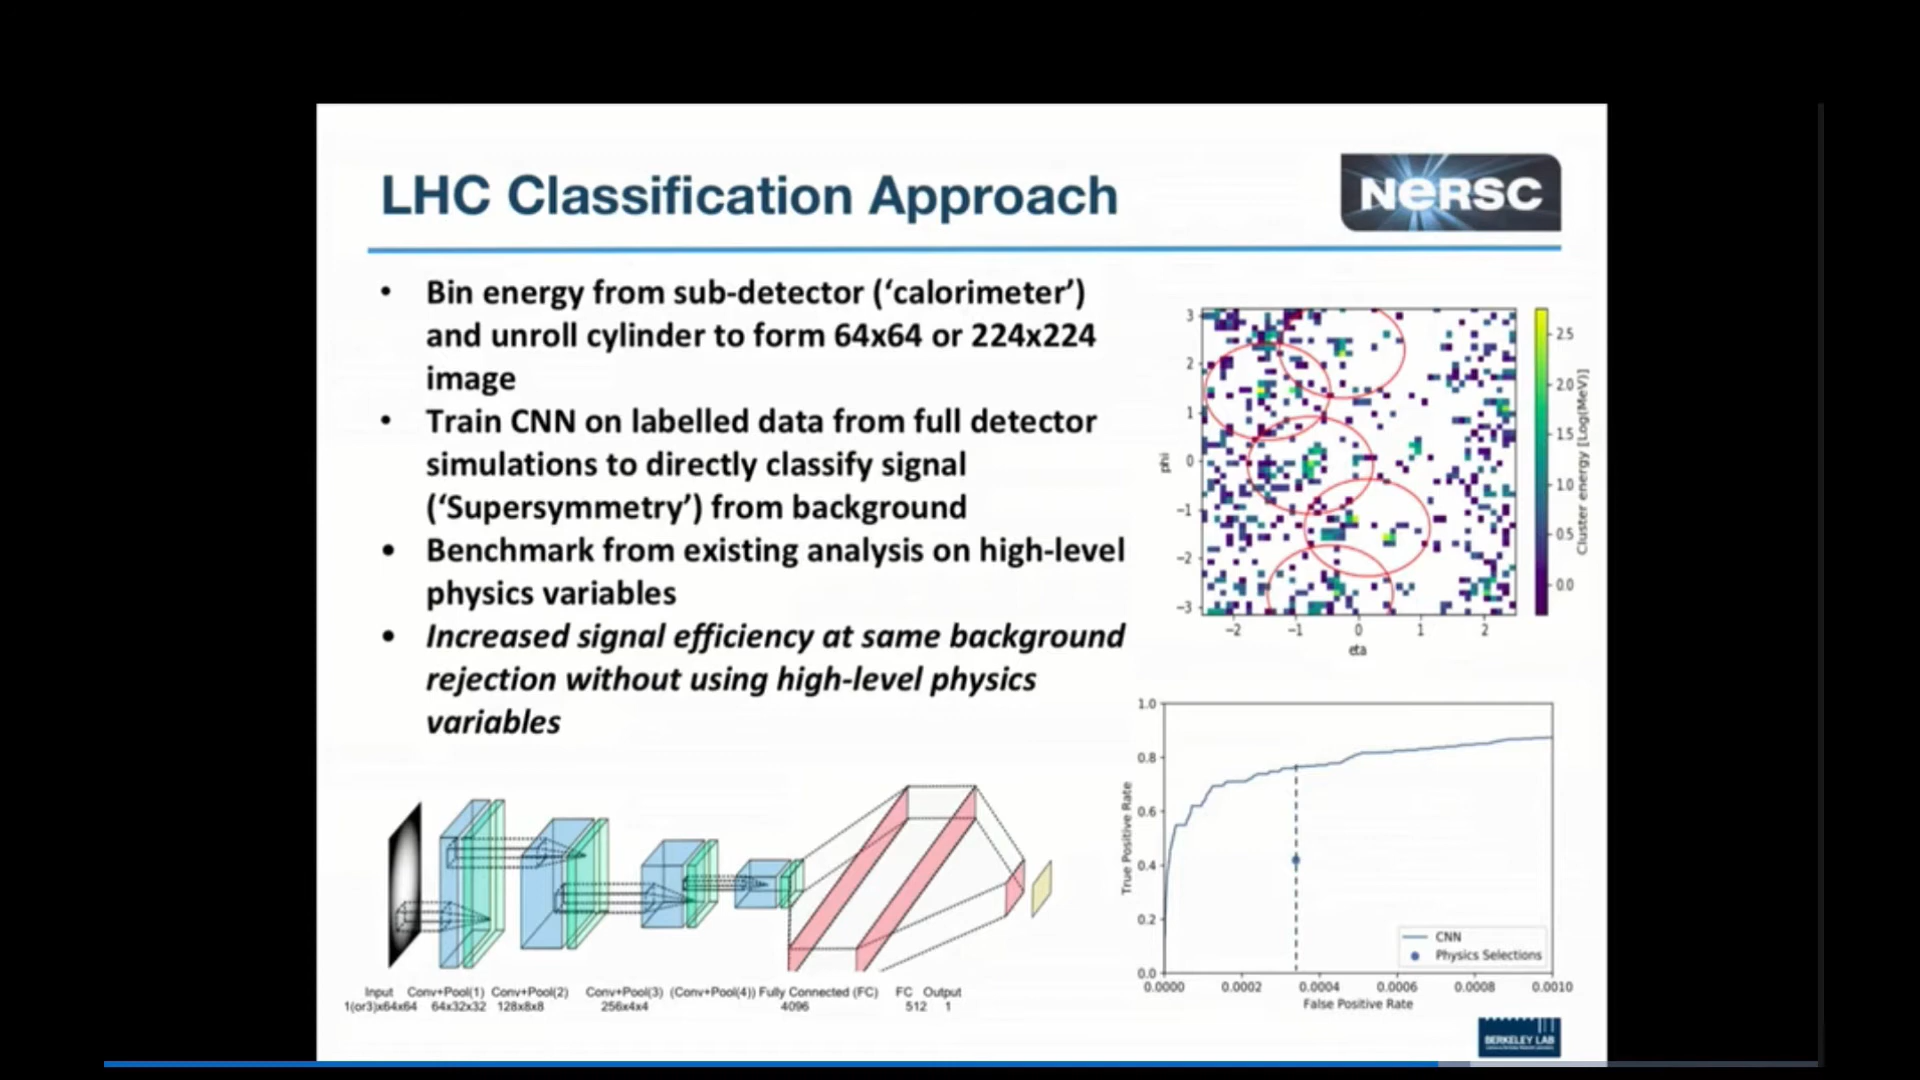 LHC Classification Approach
NERSC
• Bin energy from sub-detector (‘calorimeter’)
and unroll cylinder to form 64x64 or 224x224
image
• Train CNN on labelled data from full detector
simulations to directly classify signal
(‘Supersymmetry’) from background
• Benchmark from existing analysis on high-level
physics variables
• Increased signal efficiency at same background
rejection without using high-level physics
variables
3
2
1
0
−1
−2
−3
phi
−2 −1 0 1 2
eta
2.5
2.0
1.5
1.0
0.5
0.0
Cluster energy [Log(MeV)]
1.0
0.8
0.6
0.4
0.2
0.0
True Positive Rate
CNN
Physics Selections
0.0000 0.0002 0.0004 0.0006 0.0008 0.0010
False Positive Rate
Input Conv+Pool(1) Conv+Pool(2) Conv+Pool(3) (Conv+Pool(4)) Fully Connected (FC) FC Output
1(or3)x64x64 64x32x32 128x8x8 256x4x4 4096 512 1
BERKELEY LAB